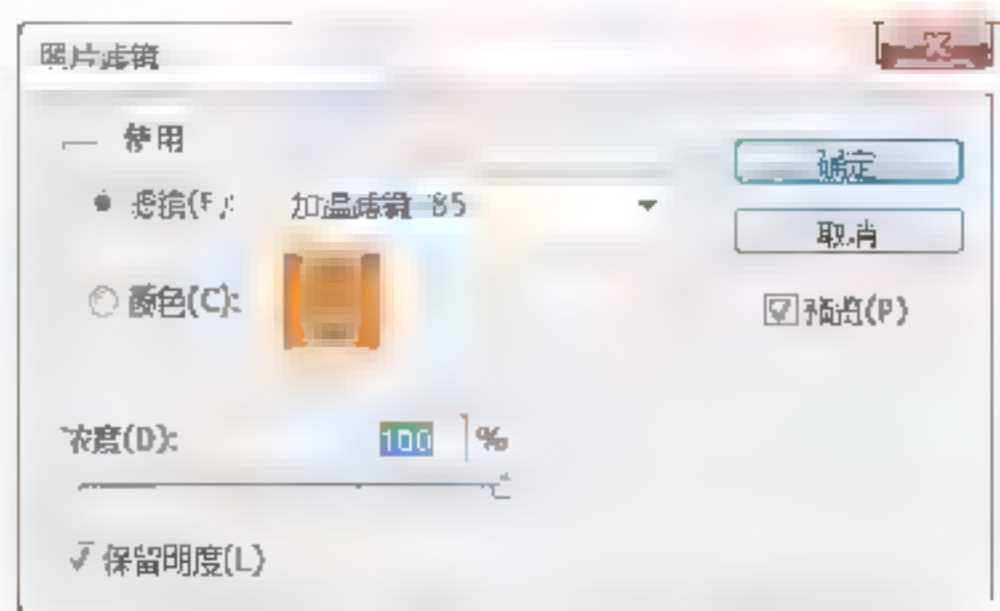 照片滤镜
使用
滤镜(F):
加温滤镜 (85
颜色(C):
浓度(D):
100
%
保留明度(L)
确定
取消
预览(P)